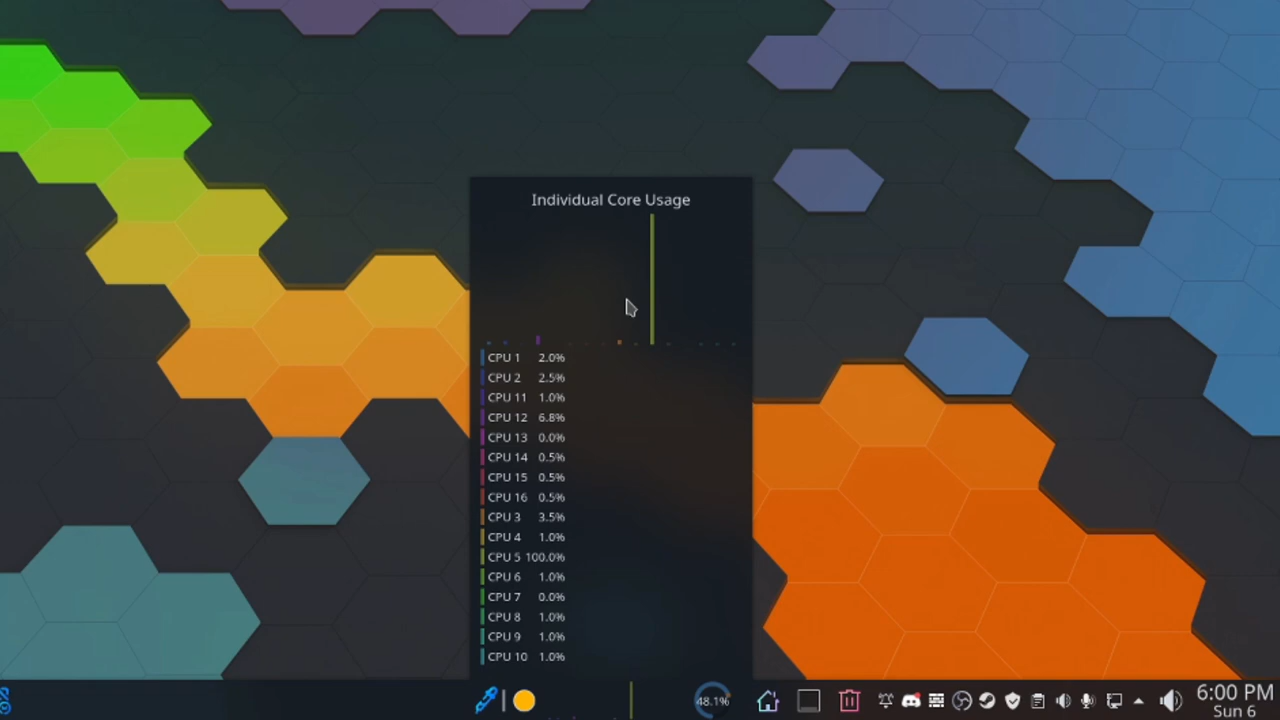 Individual Core Usage
CPU 1 2.0%
CPU 2 2.5%
CPU 11 1.0%
CPU 12 6.8%
CPU 13 0.0%
CPU 14 0.5%
CPU 15 0.5%
CPU 16 0.5%
CPU 3 3.5%
CPU 4 1.0%
CPU 5 100.0%
CPU 6 1.0%
CPU 7 0.0%
CPU 8 1.0%
CPU 9 1.0%
CPU 10 1.0%
48.1%
6:00 PM
Sun 6